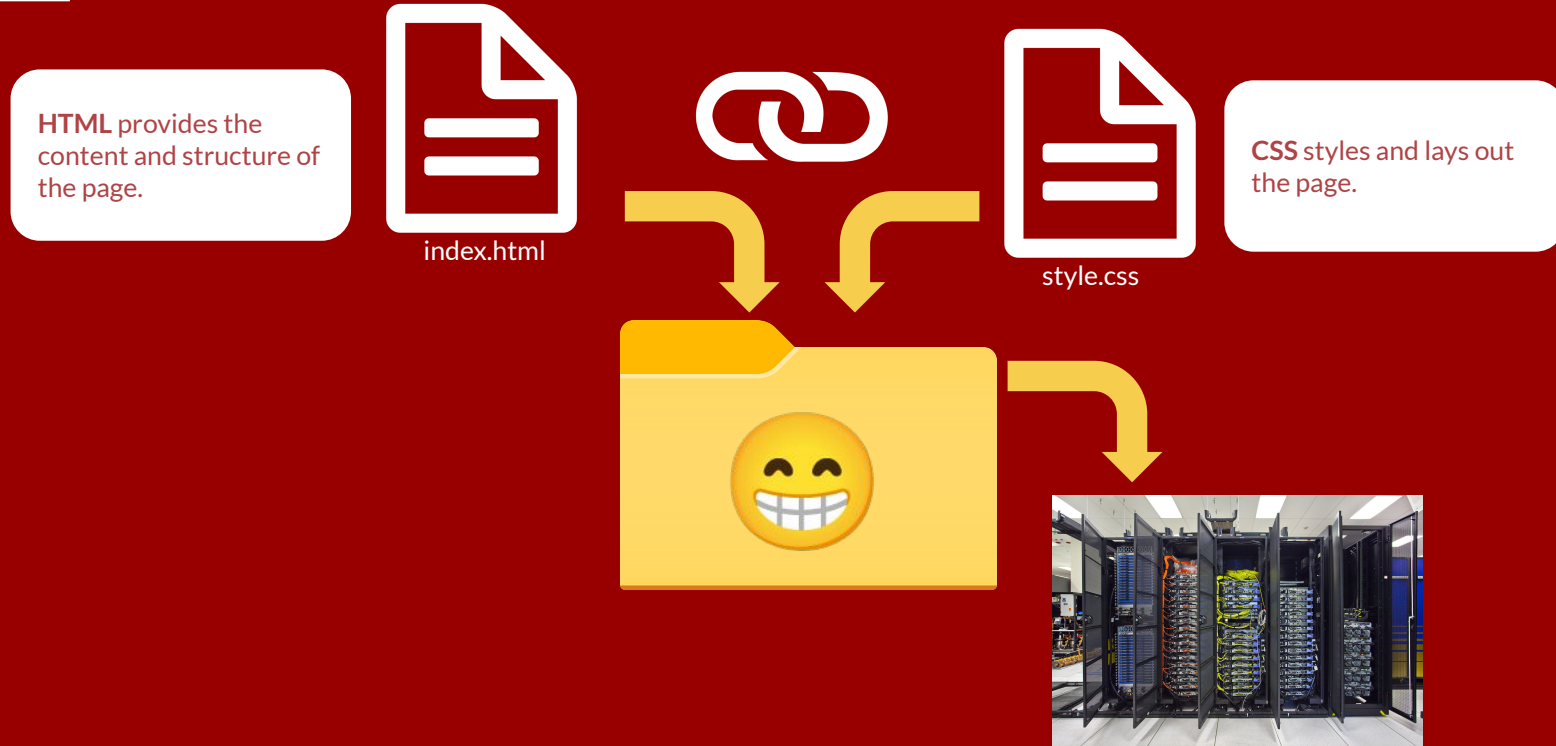 HTML provides the
content and structure of
the page.
index.html
CSS styles and lays out
the page.
style.css